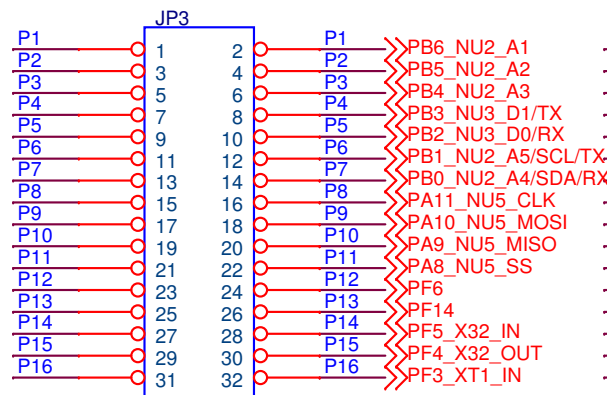 JP3
P1 1 2 P1 PB6_NU2_A1
P2 3 4 P2 PB5_NU2_A2
P3 5 6 P3 PB4_NU2_A3
P4 7 8 P4 PB3_NU3_D1/TX
P5 9 10 P5 PB2_NU3_D0/RX
P6 11 12 P6 PB1_NU2_A5/SCL/TX
P7 13 14 P7 PB0_NU2_A4/SDA/RX
P8 15 16 P8 PA11_NU5_CLK
P9 17 18 P9 PA10_NU5_MOSI
P10 19 20 P10 PA9_NU5_MISO
P11 21 22 P11 PA8_NU5_SS
P12 23 24 P12 PF6
P13 25 26 P13 PF14
P14 27 28 P14 PF5_X32_IN
P15 29 30 P15 PF4_X32_OUT
P16 31 32 P16 PF3_XT1_IN